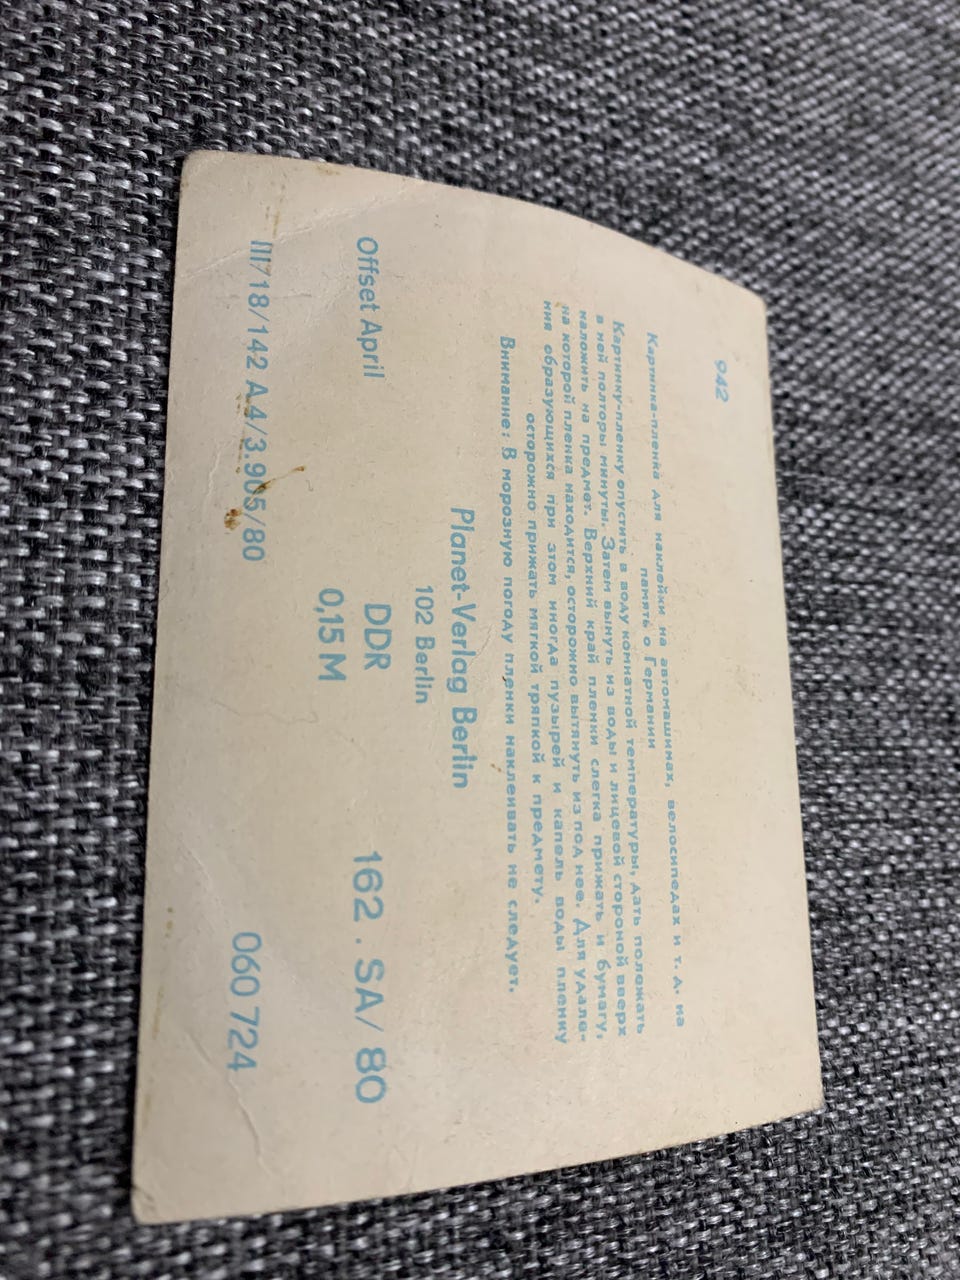 942
Картинка-пленка для наклейки на автомашинах, велосипедах и т. д. на
память о Германии
Картинку-пленку опустить в воду комнатной температуры, дать полежать
в ней полторы минуты. Затем вынуть из воды и лицевой стороной вверх
наложить на предмет. Верхний край пленки слегка прижать и бумагу,
на которой пленка находится, осторожно вытянуть из под нее. Для удале-
ния образующихся при этом иногда пузырей и капель воды пленку
осторожно прижать мягкой тряпкой к предмету.
Внимание: В морозную погоду пленки наклеивать не следует.
Planet-Verlag Berlin
102 Berlin
Offset April DDR 162 . SA / 80
0,15 M
III/18/142 A 4/3.905/80 060 724